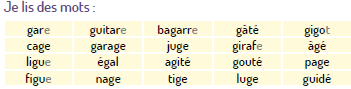 Je lis des mots :
gare guitare bagarre gâté gigot
cage garage juge girafe âgé
ligue égal agité gouté page
figue nage tige luge guidé